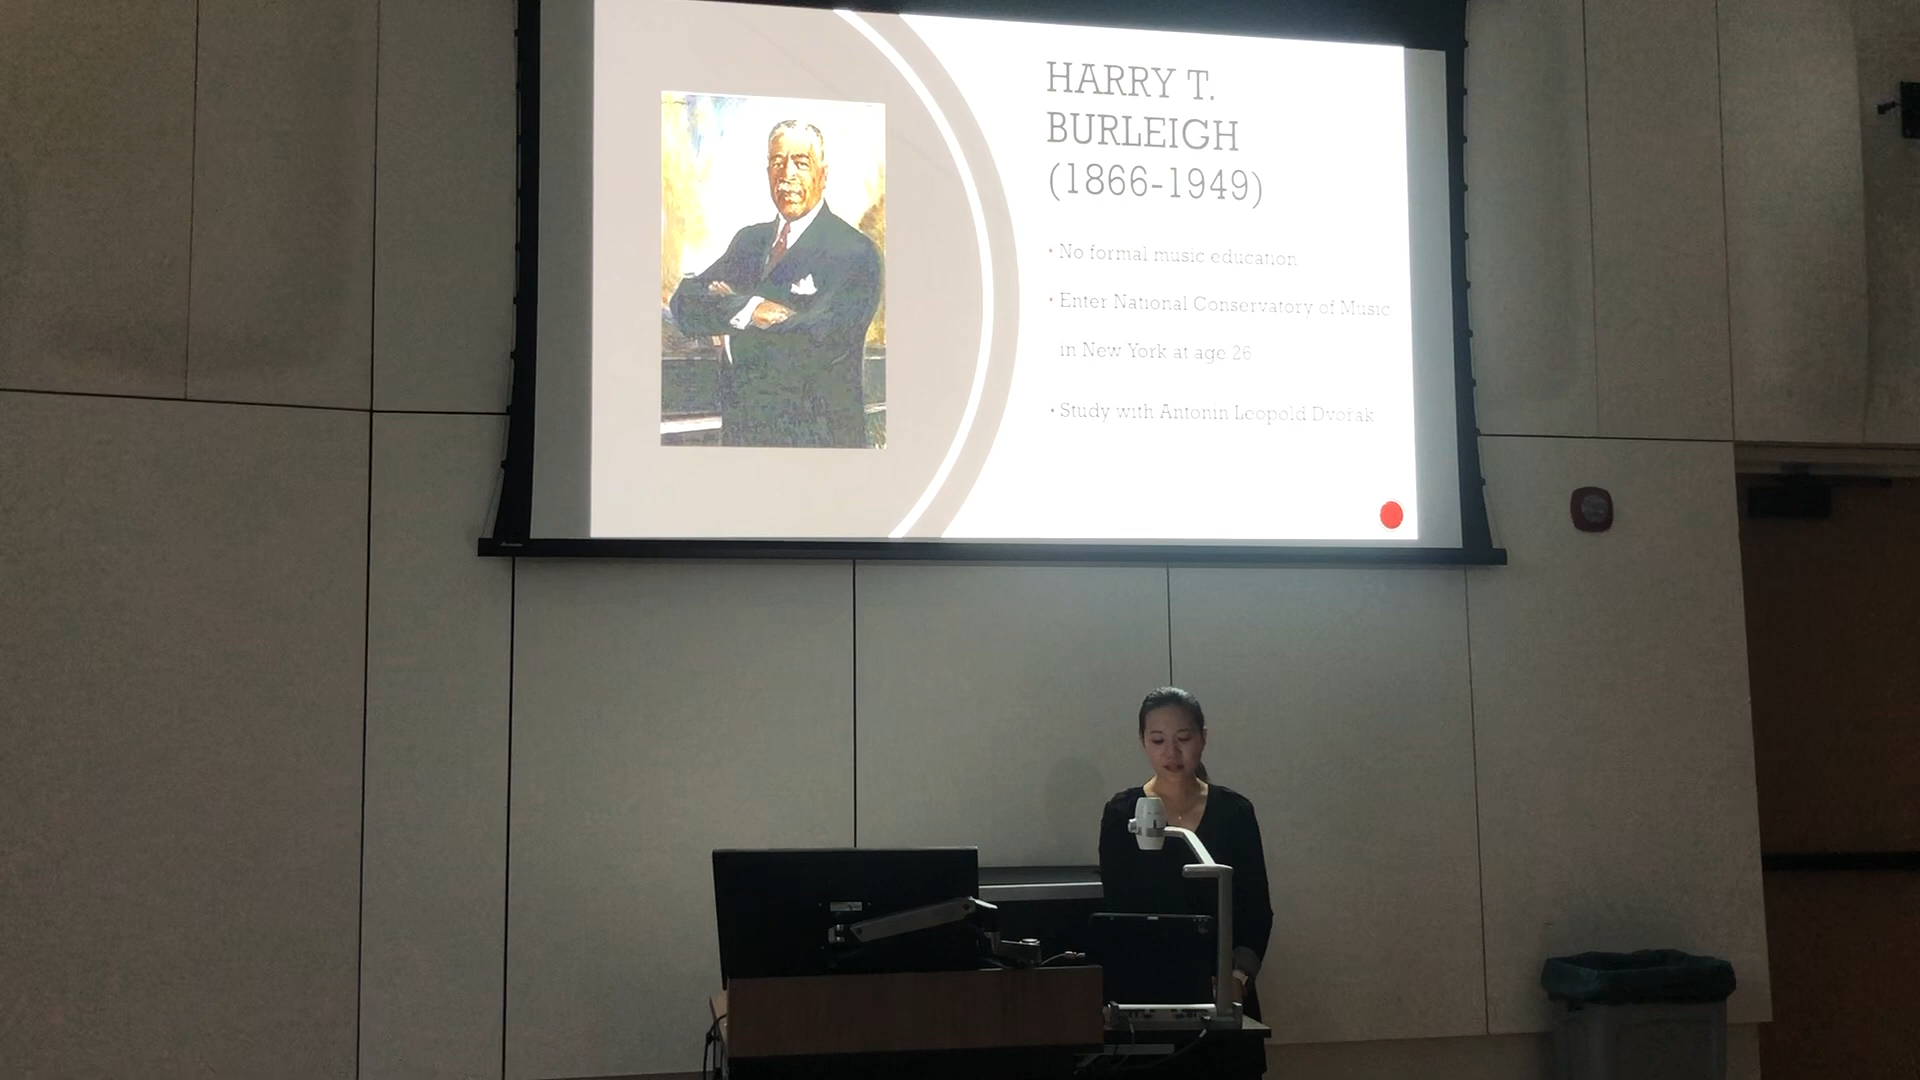 HARRY T.
BURLEIGH
(1866-1949)
• No formal music education
• Enter National Conservatory of Music
in New York at age 26
• Study with Antonin Leopold Dvorak